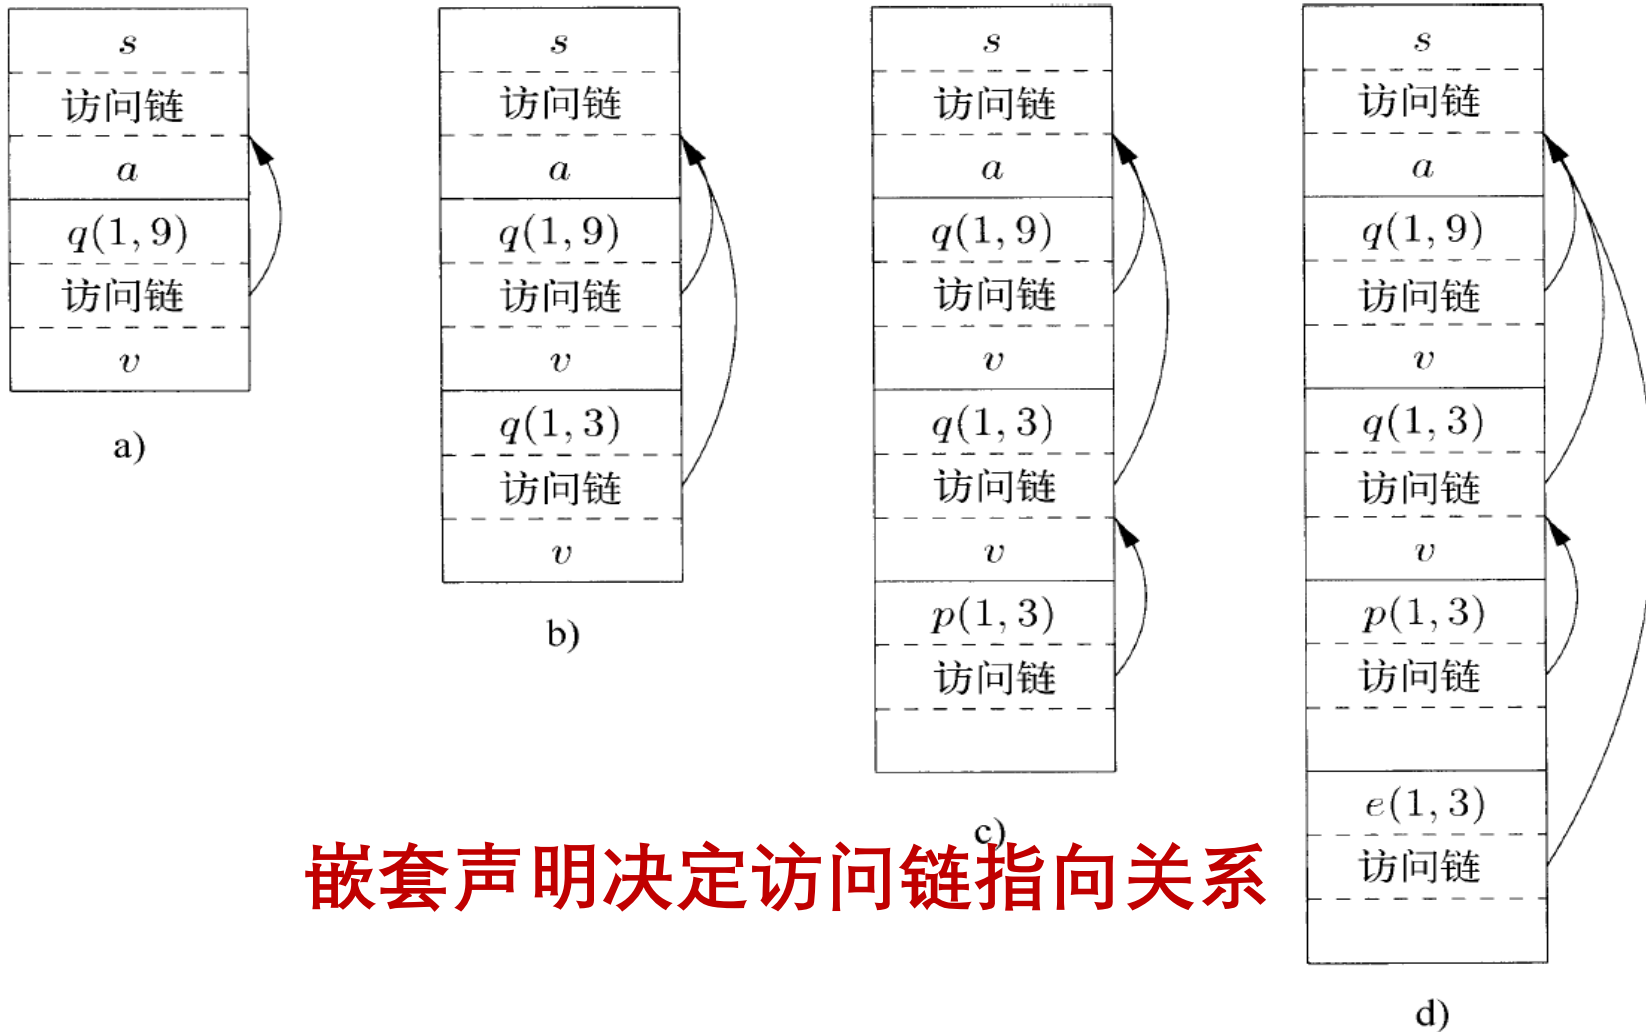 s
访问链
a
q(1, 9)
访问链
v
a)
s
访问链
a
q(1, 9)
访问链
v
q(1, 3)
访问链
v
b)
s
访问链
a
q(1, 9)
访问链
v
q(1, 3)
访问链
v
p(1, 3)
访问链
c)
s
访问链
a
q(1, 9)
访问链
v
q(1, 3)
访问链
v
p(1, 3)
访问链
e(1, 3)
访问链
d)
嵌套声明决定访问链指向关系